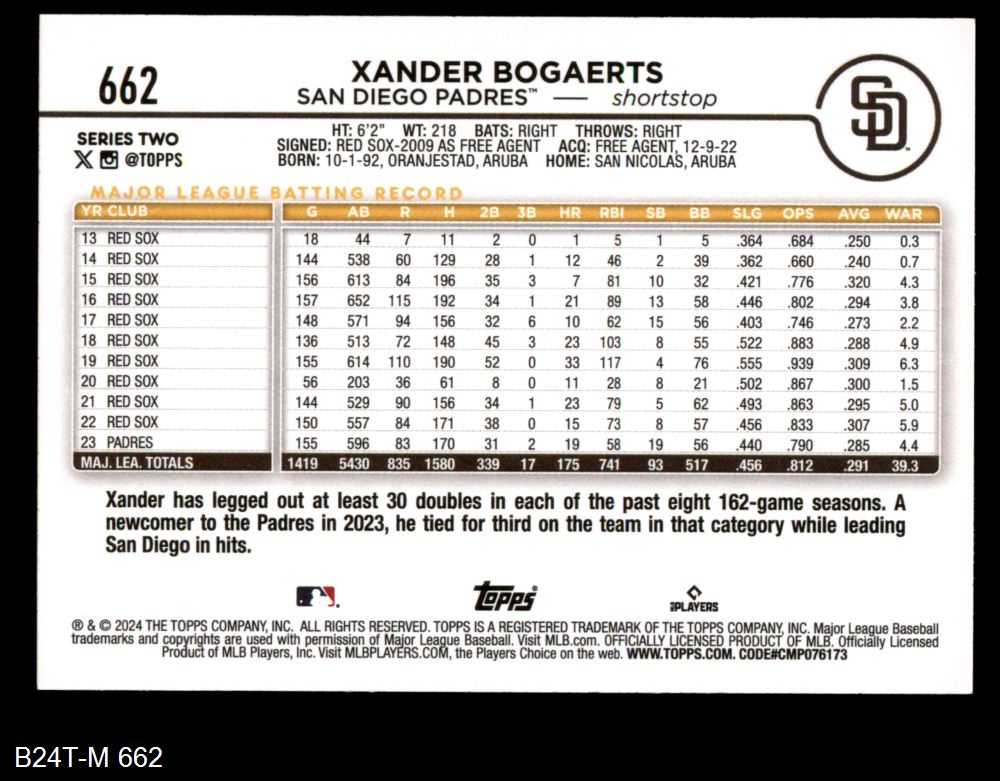 662
XANDER BOGAERTS
SAN DIEGO PADRES™ — shortstop
SD
SERIES TWO
X @TOPPS
HT: 6'2" WT: 218 BATS: RIGHT THROWS: RIGHT
SIGNED: RED SOX-2009 AS FREE AGENT ACQ: FREE AGENT, 12-9-22
BORN: 10-1-92, ORANJESTAD, ARUBA HOME: SAN NICOLAS, ARUBA
MAJOR LEAGUE BATTING RECORD
YR CLUB G AB R H 2B 3B HR RBI SB BB SLG OPS AVG WAR
13 RED SOX 18 44 7 11 2 0 1 5 1 5 .364 .684 .250 0.3
14 RED SOX 144 538 60 129 28 1 12 46 2 39 .362 .660 .240 0.7
15 RED SOX 156 613 84 196 35 3 7 81 10 32 .421 .776 .320 4.3
16 RED SOX 157 652 115 192 34 1 21 89 13 58 .446 .802 .294 3.8
17 RED SOX 148 571 94 156 32 6 10 62 15 56 .403 .746 .273 2.2
18 RED SOX 136 513 72 148 45 3 23 103 8 55 .522 .883 .288 4.9
19 RED SOX 155 614 110 190 52 0 33 117 4 76 .555 .939 .309 6.3
20 RED SOX 56 203 36 61 8 0 11 28 8 21 .502 .867 .300 1.5
21 RED SOX 144 529 90 156 34 1 23 79 5 62 .493 .863 .295 5.0
22 RED SOX 150 557 84 171 38 0 15 73 8 57 .456 .833 .307 5.9
23 PADRES 155 596 83 170 31 2 19 58 19 56 .440 .790 .285 4.4
MAJ. LEA. TOTALS 1419 5430 835 1580 339 17 175 741 93 517 .456 .812 .291 39.3
Xander has legged out at least 30 doubles in each of the past eight 162-game seasons. A
newcomer to the Padres in 2023, he tied for third on the team in that category while leading
San Diego in hits.
Topps®
MLB PLAYERS
® & © 2024 THE TOPPS COMPANY, INC. ALL RIGHTS RESERVED. TOPPS IS A REGISTERED TRADEMARK OF THE TOPPS COMPANY, INC. Major League Baseball
trademarks and copyrights are used with permission of Major League Baseball. Visit MLB.com. OFFICIALLY LICENSED PRODUCT OF MLB. Officially Licensed
Product of MLB Players, Inc. Visit MLBPLAYERS.COM, the Players Choice on the web. WWW.TOPPS.COM. CODE#CMP076173
B24T-M 662